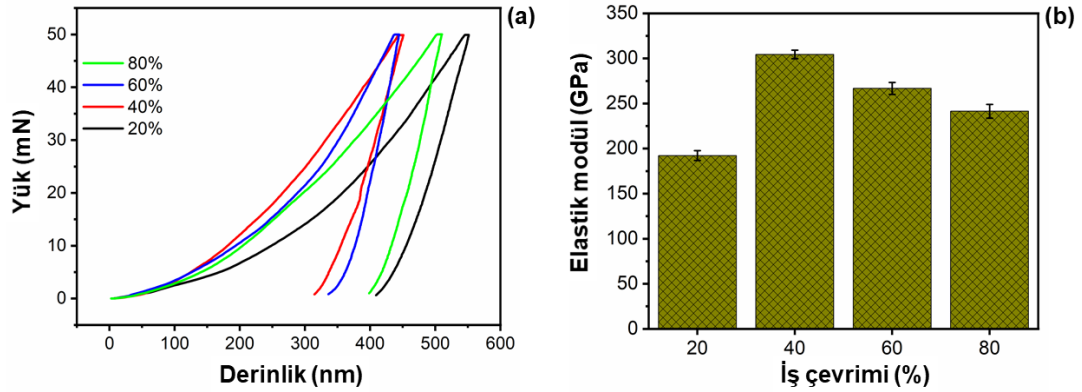 (a)
Yük (mN)
50
40
30
20
10
0
80%
60%
40%
20%
0 100 200 300 400 500 600
Derinlik (nm)
(b)
Elastik modül (GPa)
350
300
250
200
150
100
50
0
20 40 60 80
İş çevrimi (%)